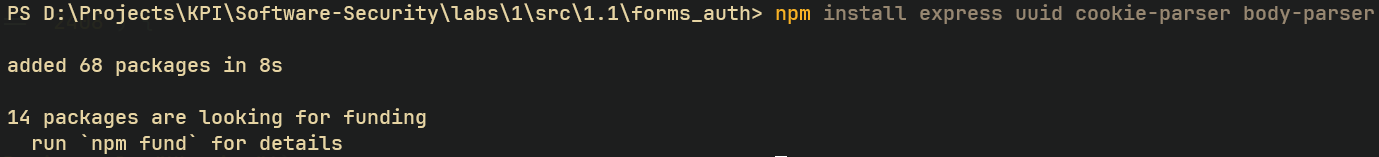 PS D:\Projects\KPI\Software-Security\labs\1\src\1.1\forms_auth> npm install express uuid cookie-parser body-parser
added 68 packages in 8s
14 packages are looking for funding
run `npm fund` for details